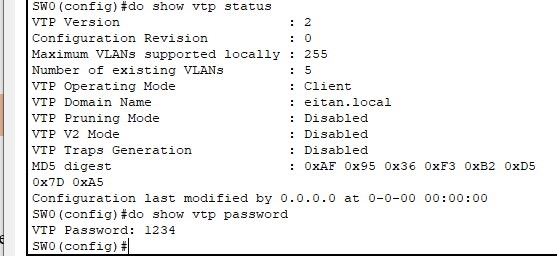 SW0(config)#do show vtp status
VTP Version : 2
Configuration Revision : 0
Maximum VLANs supported locally : 255
Number of existing VLANs : 5
VTP Operating Mode : Client
VTP Domain Name : eitan.local
VTP Pruning Mode : Disabled
VTP V2 Mode : Disabled
VTP Traps Generation : Disabled
MD5 digest : 0xAF 0x95 0x36 0xF3 0xB2 0xD5
0x7D 0xA5
Configuration last modified by 0.0.0.0 at 0-0-00 00:00:00
SW0(config)#do show vtp password
VTP Password: 1234
SW0(config)#